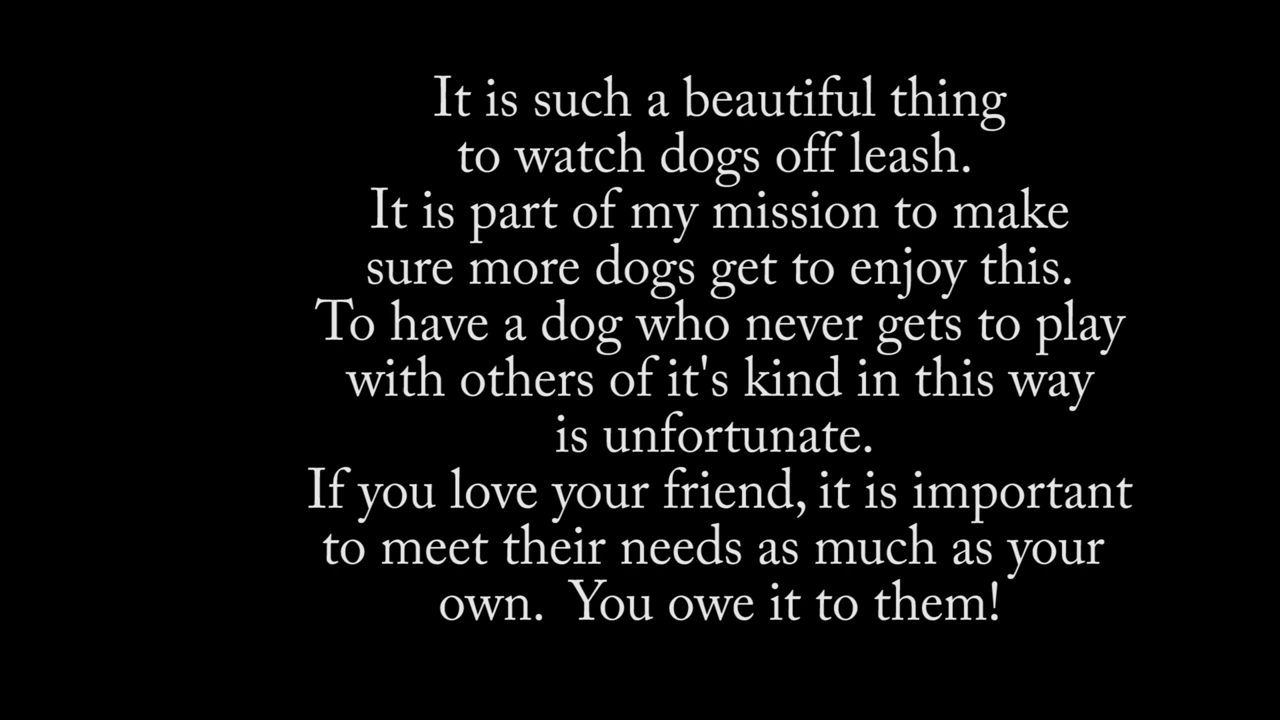 It is such a beautiful thing
to watch dogs off leash.
It is part of my mission to make
sure more dogs get to enjoy this.
To have a dog who never gets to play
with others of it's kind in this way
is unfortunate.
If you love your friend, it is important
to meet their needs as much as your
own.  You owe it to them!